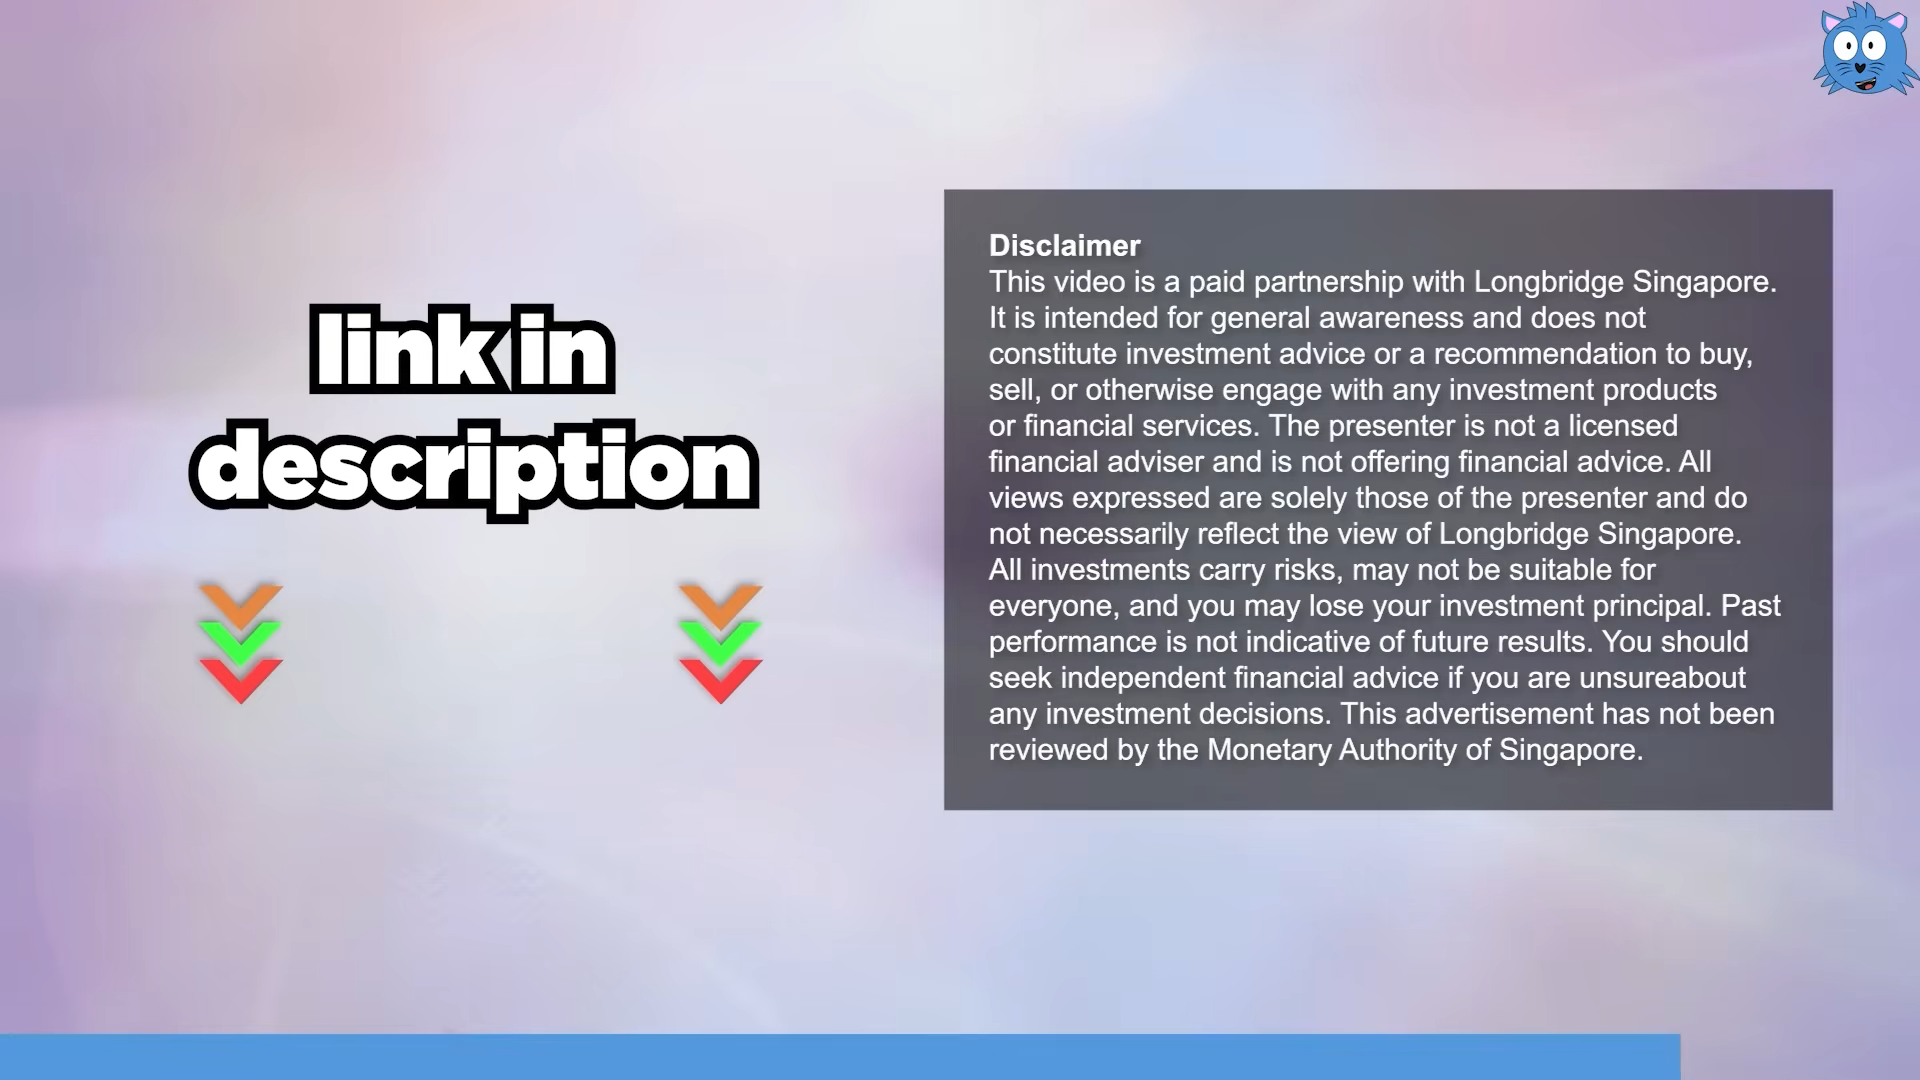 link in
description
Disclaimer
This video is a paid partnership with Longbridge Singapore.
It is intended for general awareness and does not
constitute investment advice or a recommendation to buy,
sell, or otherwise engage with any investment products
or financial services. The presenter is not a licensed
financial adviser and is not offering financial advice. All
views expressed are solely those of the presenter and do
not necessarily reflect the view of Longbridge Singapore.
All investments carry risks, may not be suitable for
everyone, and you may lose your investment principal. Past
performance is not indicative of future results. You should
seek independent financial advice if you are unsureabout
any investment decisions. This advertisement has not been
reviewed by the Monetary Authority of Singapore.